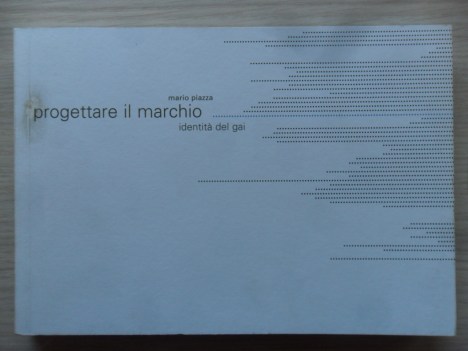 mario piazza
progettare il marchio
identità del gai